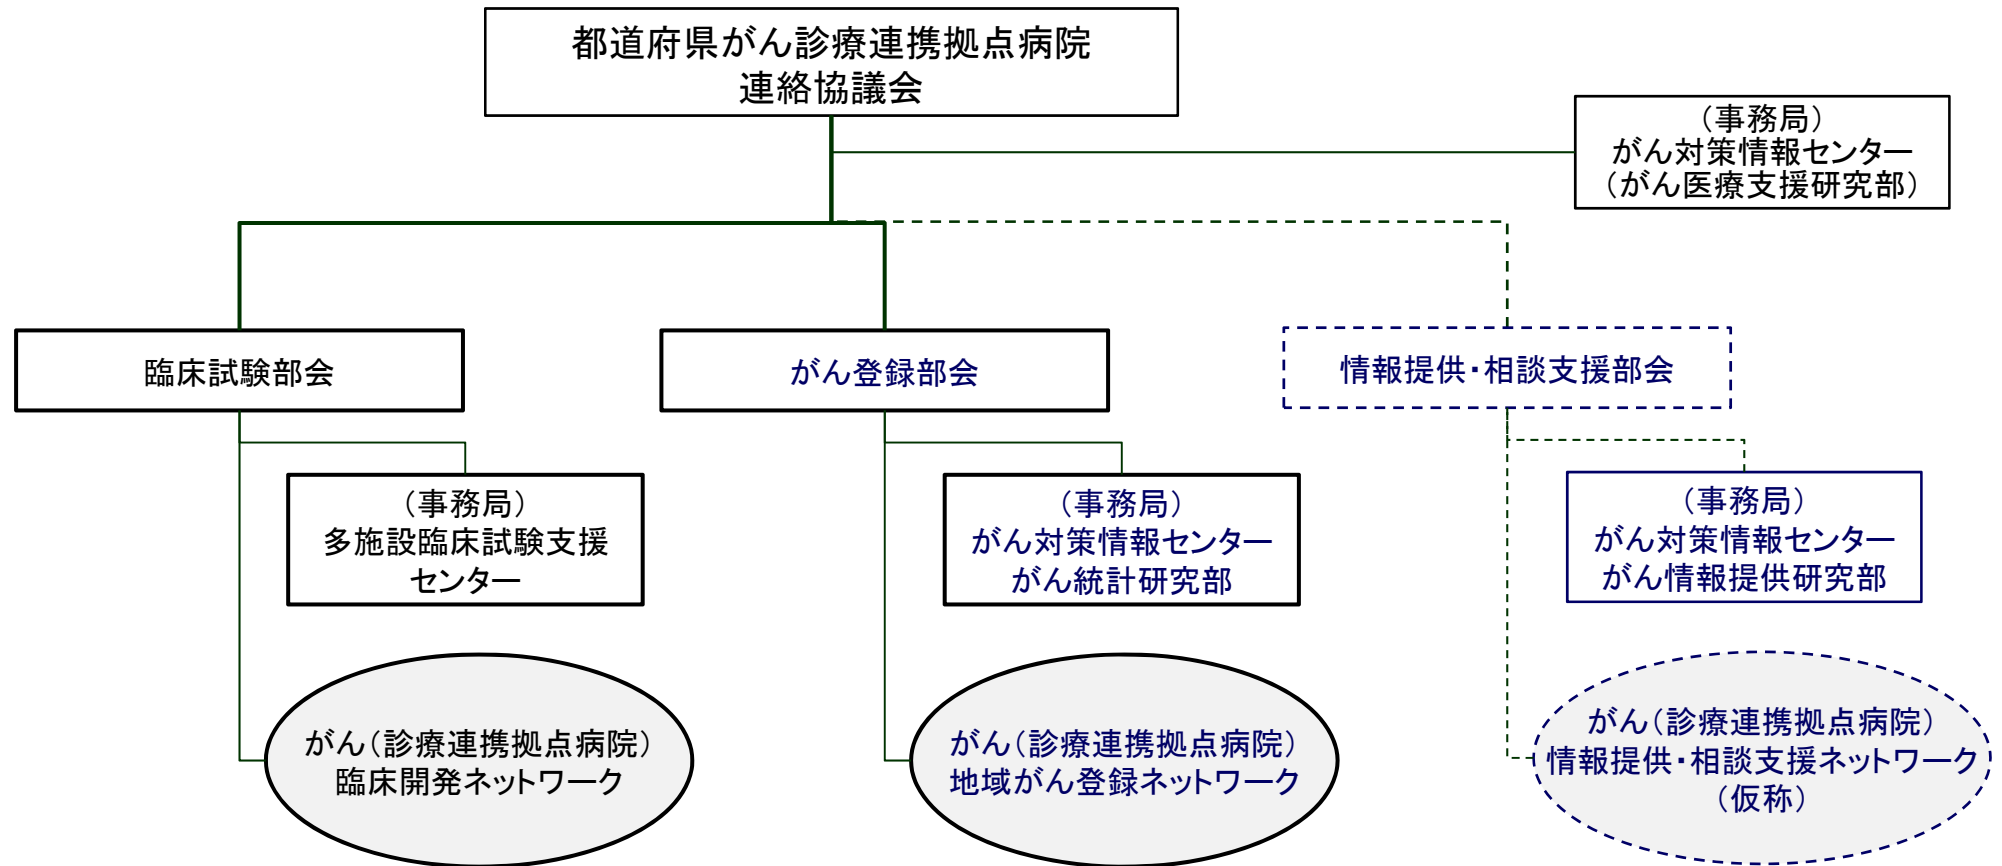 都道府県がん診療連携拠点病院
連絡協議会
（事務局）
がん対策情報センター
（がん医療支援研究部）
臨床試験部会
がん登録部会
情報提供・相談支援部会
（事務局）
多施設臨床試験支援
センター
（事務局）
がん対策情報センター
がん統計研究部
（事務局）
がん対策情報センター
がん情報提供研究部
がん（診療連携拠点病院）
臨床開発ネットワーク
がん（診療連携拠点病院）
地域がん登録ネットワーク
がん（診療連携拠点病院）
情報提供・相談支援ネットワーク
（仮称）